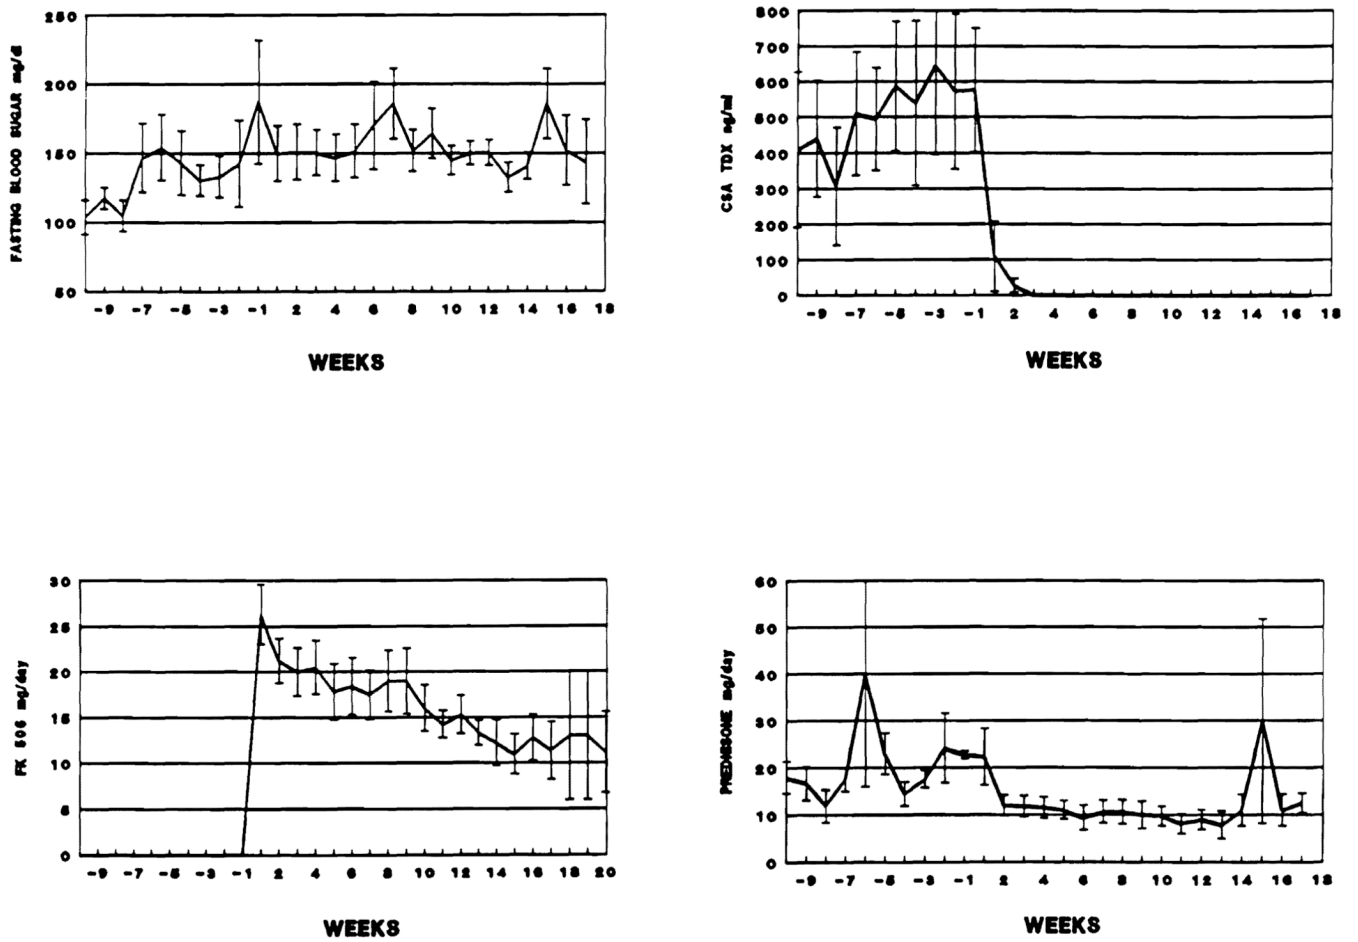 250
200
150
100
50
FASTING BLOOD SUGAR mg/dl
-9 -7 -5 -3 -1 2 4 6 8 10 12 14 16 18
WEEKS
800
700
600
500
400
300
200
100
0
CSA TDX ng/ml
-9 -7 -5 -3 -1 2 4 6 8 10 12 14 16 18
WEEKS
30
25
20
15
10
5
0
FK 506 mg/day
-9 -7 -5 -3 -1 2 4 6 8 10 12 14 16 18 20
WEEKS
60
50
40
30
20
10
0
PREDNISONE mg/day
-9 -7 -5 -3 -1 2 4 6 8 10 12 14 16 18
WEEKS